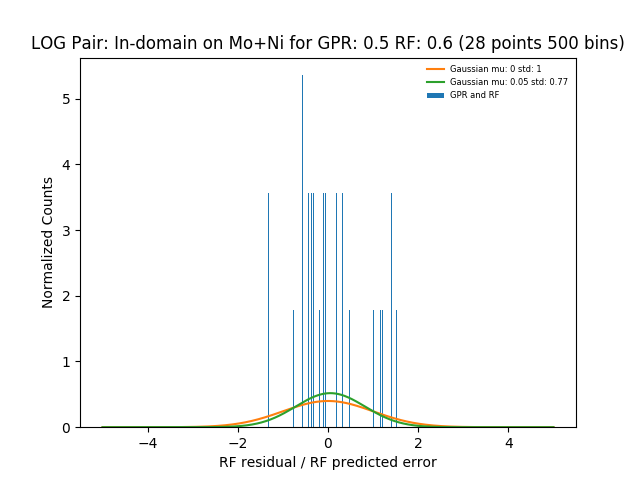 LOG Pair: In-domain on Mo+Ni for GPR: 0.5 RF: 0.6 (28 points 500 bins)
Gaussian mu: 0 std: 1
Gaussian mu: 0.05 std: 0.77
GPR and RF
Normalized Counts
5
4
3
2
1
0
−4 −2 0 2 4
RF residual / RF predicted error